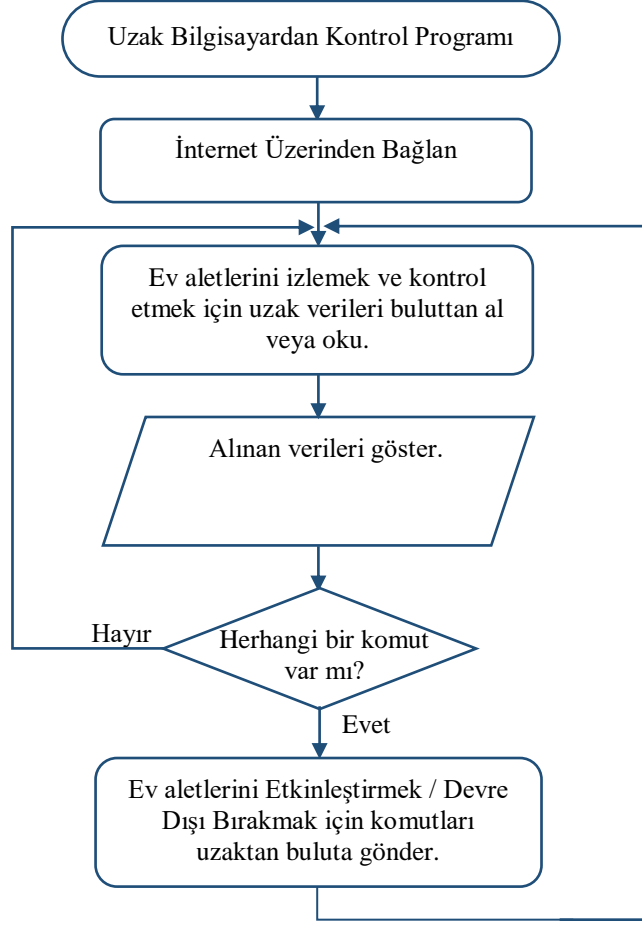 Uzak Bilgisayardan Kontrol Programı
İnternet Üzerinden Bağlan
Ev aletlerini izlemek ve kontrol
etmek için uzak verileri buluttan al
veya oku.
Alınan verileri göster.
Hayır
Herhangi bir komut
var mı?
Evet
Ev aletlerini Etkinleştirmek / Devre
Dışı Bırakmak için komutları
uzaktan buluta gönder.